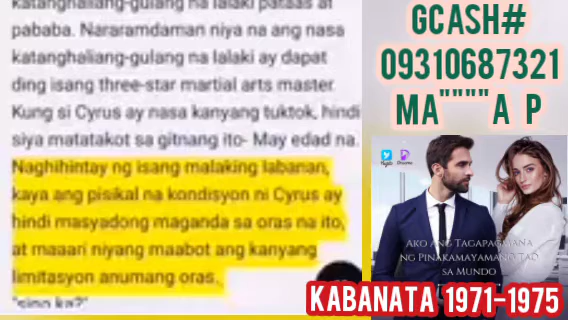 katanghaliang-gulang na lalaki pataas at
pababa. Nararamdaman niya na ang nasa
katanghaliang-gulang na lalaki ay dapat
ding isang three-star martial arts master.
Kung si Cyrus ay nasa kanyang tuktok, hindi
siya matatakot sa gitnang ito- May edad na.
Naghihintay ng isang malaking labanan,
kaya ang pisikal na kondisyon ni Cyrus ay
hindi masyadong maganda sa oras na ito,
at maaari niyang maabot ang kanyang
limitasyon anumang oras.
"sino ka?"
GCASH#
09310687321
MA""""A P
AKO ANG TAGAPAGMANA
NG PINAKAMAYAMANG TAO
SA MUNDO
KABANATA 1971-1975